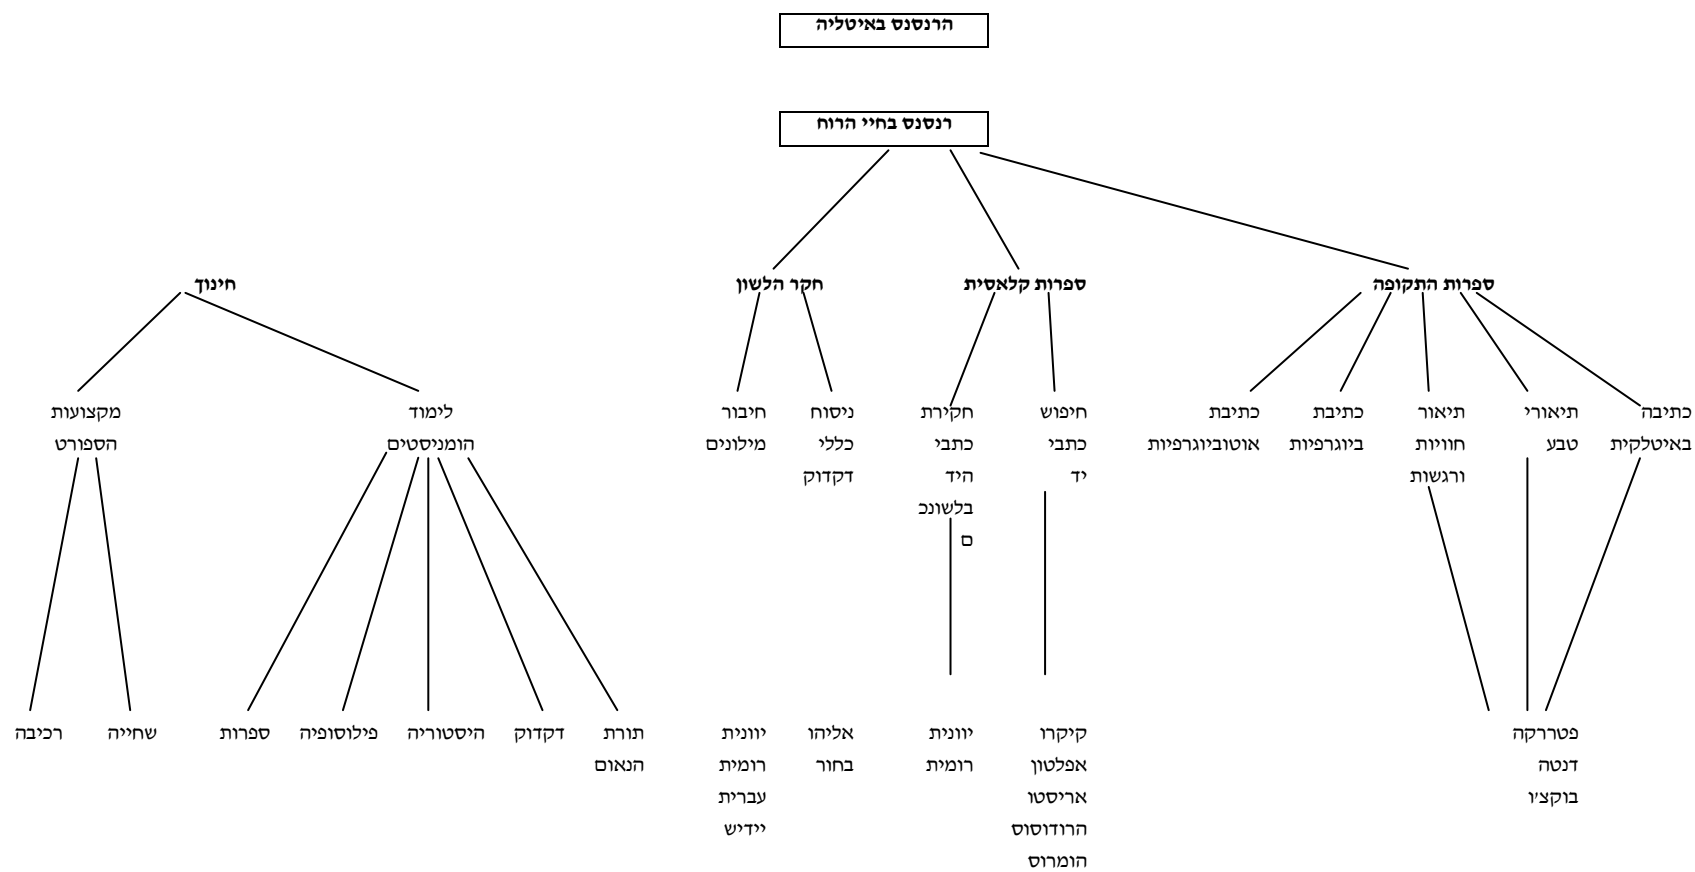 הרנסנס באיטליה
רנסנס בחיי הרוח
ספרות התקופה
ספרות קלאסית
חקר הלשון
חינוך
כתיבה
באיטלקית
תיאורי
טבע
תיאור
חוויות
ורגשות
כתיבת
ביוגרפיות
כתיבת
אוטוביוגרפיות
חיפוש
כתבי
יד
חקירת
כתבי
היד
בלשונכ
ם
ניסוח
כללי
דקדוק
חיבור
מילונים
לימוד
הומניסטים
מקצועות
הספורט
פטררקה
דנטה
בוקצ'ו
קיקרו
אפלטון
אריסטו
הרודוסוס
הומרוס
יוונית
רומית
אליהו
בחור
יוונית
רומית
עברית
יידיש
תורת
הנאום
דקדוק
היסטוריה
פילוסופיה
ספרות
שחייה
רכיבה